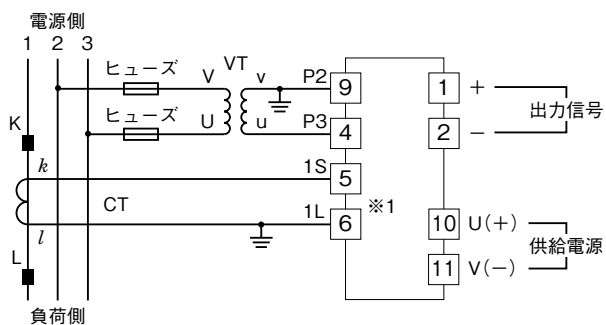 電源側
1 2 3
ヒューズ V VT v P2 9 1 +
ヒューズ U u P3 4 2 − 出力信号
K
k 1S 5
CT ※1
l 1L 6 10 U(+)
供給電源
L 11 V(−)
負荷側